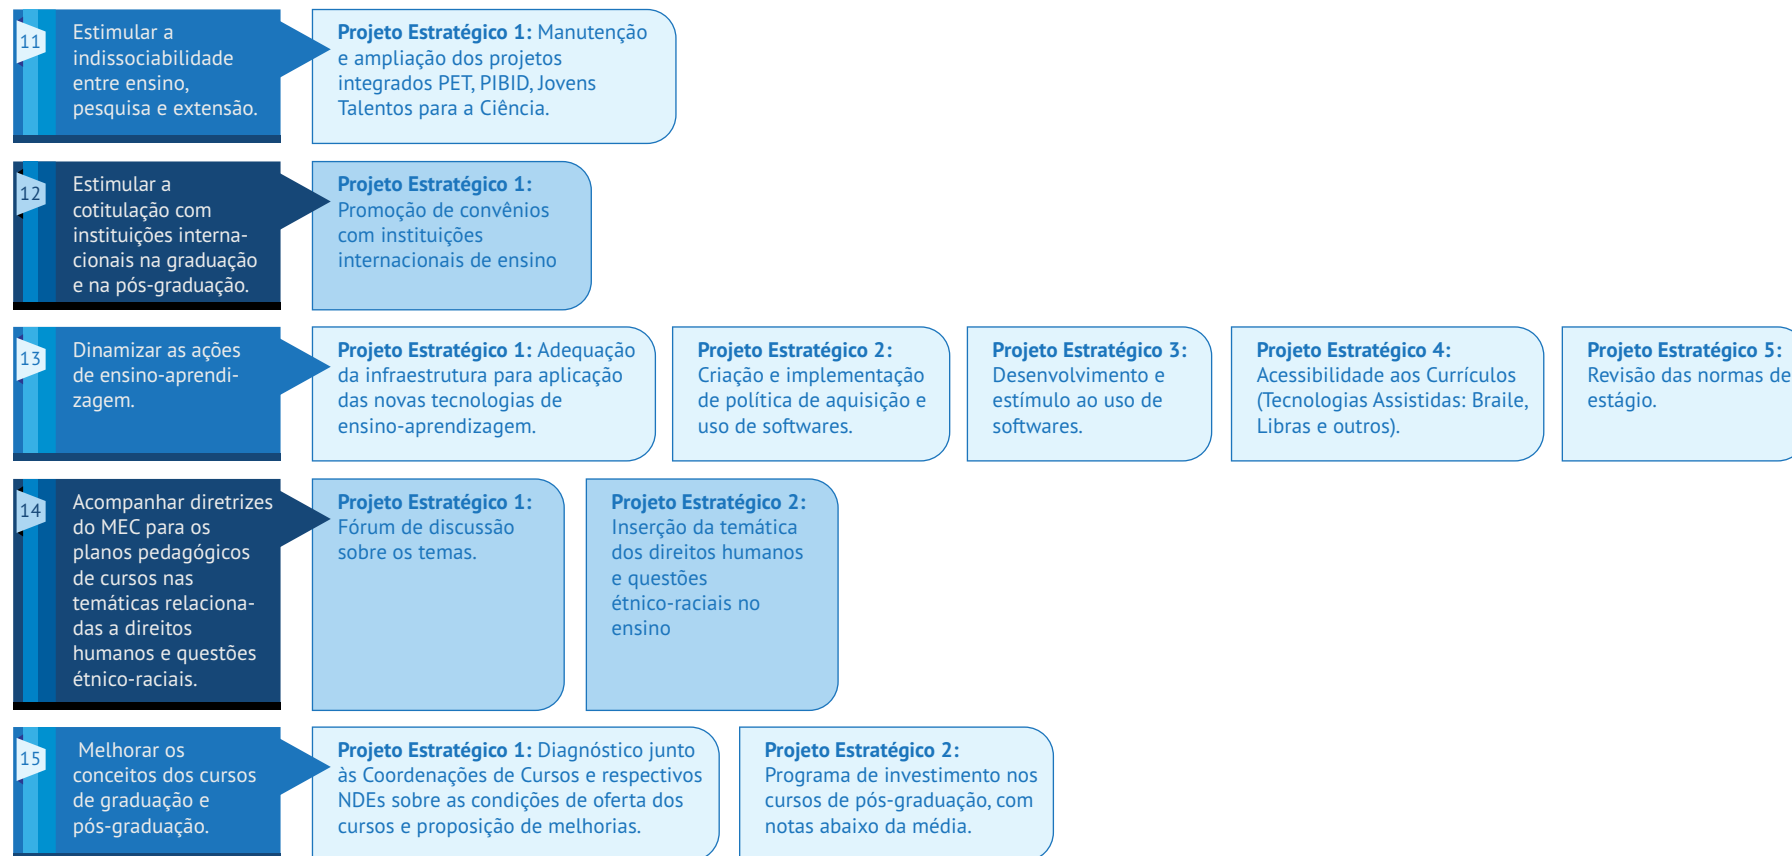 11
Estimular a
indissociabilidade
entre ensino,
pesquisa e extensão.
Projeto Estratégico 1: Manutenção
e ampliação dos projetos
integrados PET, PIBID, Jovens
Talentos para a Ciência.
12
Estimular a
cotitulação com
instituições interna-
cionais na graduação
e na pós-graduação.
Projeto Estratégico 1:
Promoção de convênios
com instituições
internacionais de ensino
13
Dinamizar as ações
de ensino-aprendi-
zagem.
Projeto Estratégico 1: Adequação
da infraestrutura para aplicação
das novas tecnologias de
ensino-aprendizagem.
Projeto Estratégico 2:
Criação e implementação
de política de aquisição e
uso de softwares.
Projeto Estratégico 3:
Desenvolvimento e
estímulo ao uso de
softwares.
Projeto Estratégico 4:
Acessibilidade aos Currículos
(Tecnologias Assistidas: Braile,
Libras e outros).
Projeto Estratégico 5:
Revisão das normas de
estágio.
14
Acompanhar diretrizes
do MEC para os
planos pedagógicos
de cursos nas
temáticas relaciona-
das a direitos
humanos e questões
étnico-raciais.
Projeto Estratégico 1:
Fórum de discussão
sobre os temas.
Projeto Estratégico 2:
Inserção da temática
dos direitos humanos
e questões
étnico-raciais no
ensino
15
Melhorar os
conceitos dos cursos
de graduação e
pós-graduação.
Projeto Estratégico 1: Diagnóstico junto
às Coordenações de Cursos e respectivos
NDEs sobre as condições de oferta dos
cursos e proposição de melhorias.
Projeto Estratégico 2:
Programa de investimento nos
cursos de pós-graduação, com
notas abaixo da média.